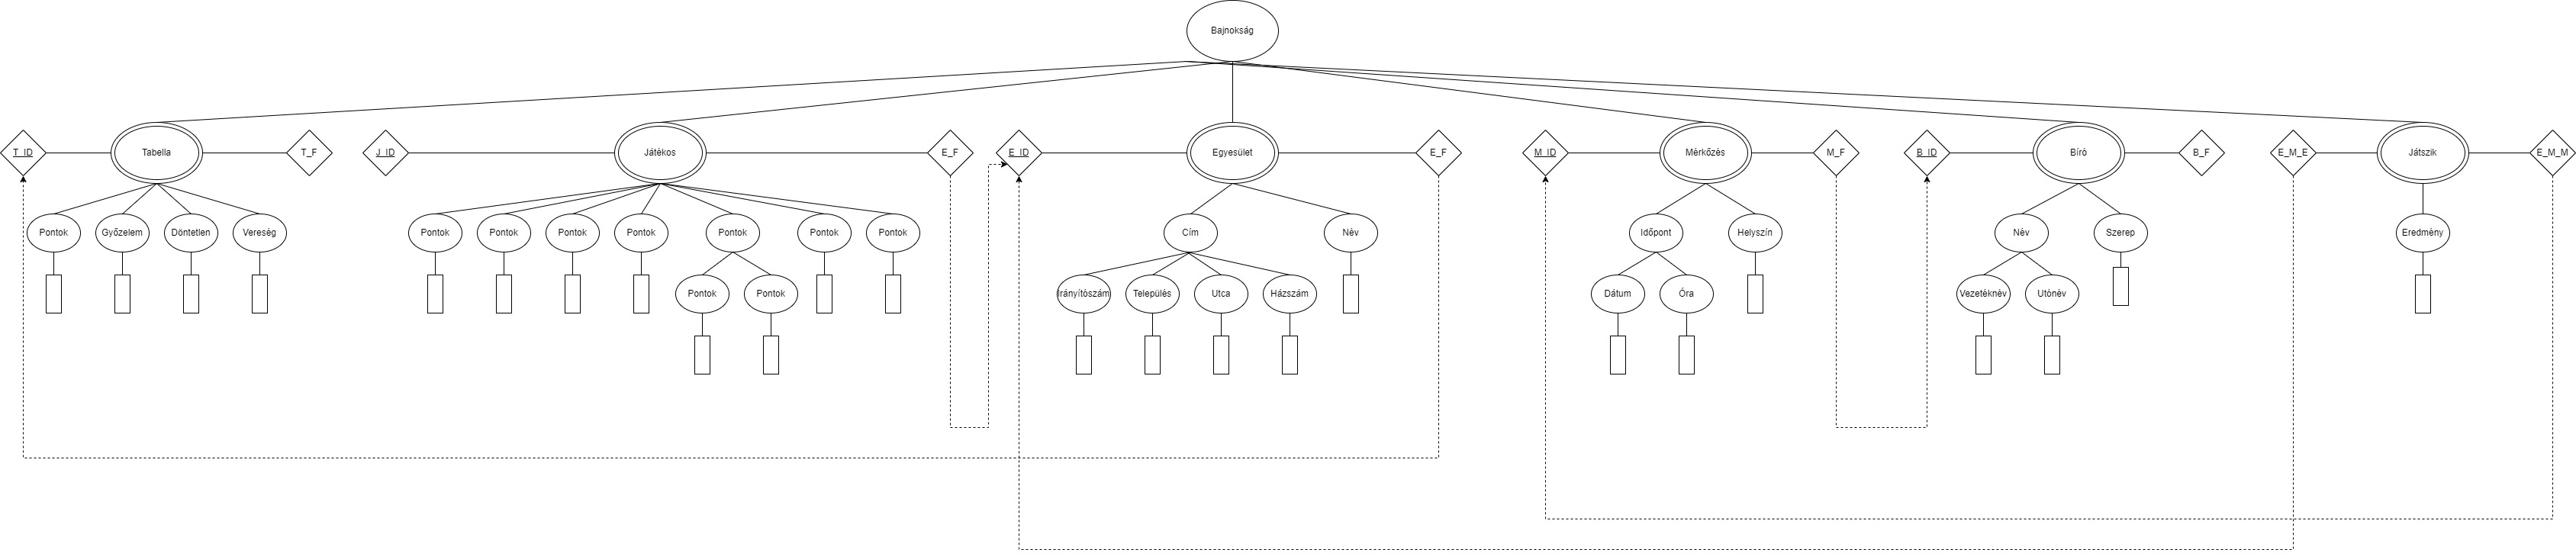 Bajnokság
T_ID
Tabella
T_F
J_ID
Játékos
E_F
E_ID
Egyesület
E_F
M_ID
Mérkőzés
M_F
B_ID
Bíró
B_F
E_M_E
Játszik
E_M_M
Pontok
Győzelem
Döntetlen
Vereség
Pontok
Pontok
Pontok
Pontok
Pontok
Pontok
Pontok
Cím
Név
Időpont
Helyszín
Név
Szerep
Eredmény
Pontok
Pontok
Irányítószám
Település
Utca
Házszám
Dátum
Óra
Vezetéknév
Utónév